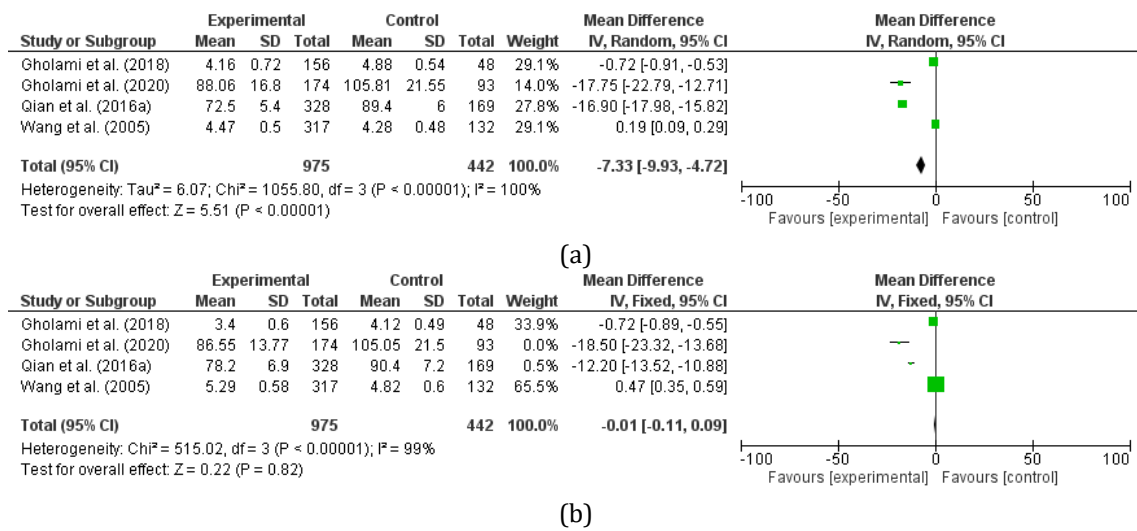 Experimental Control Mean Difference Mean Difference
Study or Subgroup Mean SD Total Mean SD Total Weight IV, Random, 95% CI IV, Random, 95% CI
Gholami et al. (2018) 4.16 0.72 156 4.88 0.54 48 29.1% -0.72 [-0.91, -0.53]
Gholami et al. (2020) 88.06 16.8 174 105.81 21.55 93 14.0% -17.75 [-22.79, -12.71]
Qian et al. (2016a) 72.5 5.4 328 89.4 6 169 27.8% -16.90 [-17.98, -15.82]
Wang et al. (2005) 4.47 0.5 317 4.28 0.48 132 29.1% 0.19 [0.09, 0.29]
Total (95% CI) 975 442 100.0% -7.33 [-9.93, -4.72]
Heterogeneity: Tau² = 6.07; Chi² = 1055.80, df = 3 (P < 0.00001); I² = 100%
Test for overall effect: Z = 5.51 (P < 0.00001)
-100 -50 0 50 100
Favours [experimental] Favours [control]
(a)
Experimental Control Mean Difference Mean Difference
Study or Subgroup Mean SD Total Mean SD Total Weight IV, Fixed, 95% CI IV, Fixed, 95% CI
Gholami et al. (2018) 3.4 0.6 156 4.12 0.49 48 33.9% -0.72 [-0.89, -0.55]
Gholami et al. (2020) 86.55 13.77 174 105.05 21.5 93 0.0% -18.50 [-23.32, -13.68]
Qian et al. (2016a) 78.2 6.9 328 90.4 7.2 169 0.5% -12.20 [-13.52, -10.88]
Wang et al. (2005) 5.29 0.58 317 4.82 0.6 132 65.5% 0.47 [0.35, 0.59]
Total (95% CI) 975 442 100.0% -0.01 [-0.11, 0.09]
Heterogeneity: Chi² = 515.02, df = 3 (P < 0.00001); I² = 99%
Test for overall effect: Z = 0.22 (P = 0.82)
-100 -50 0 50 100
Favours [experimental] Favours [control]
(b)